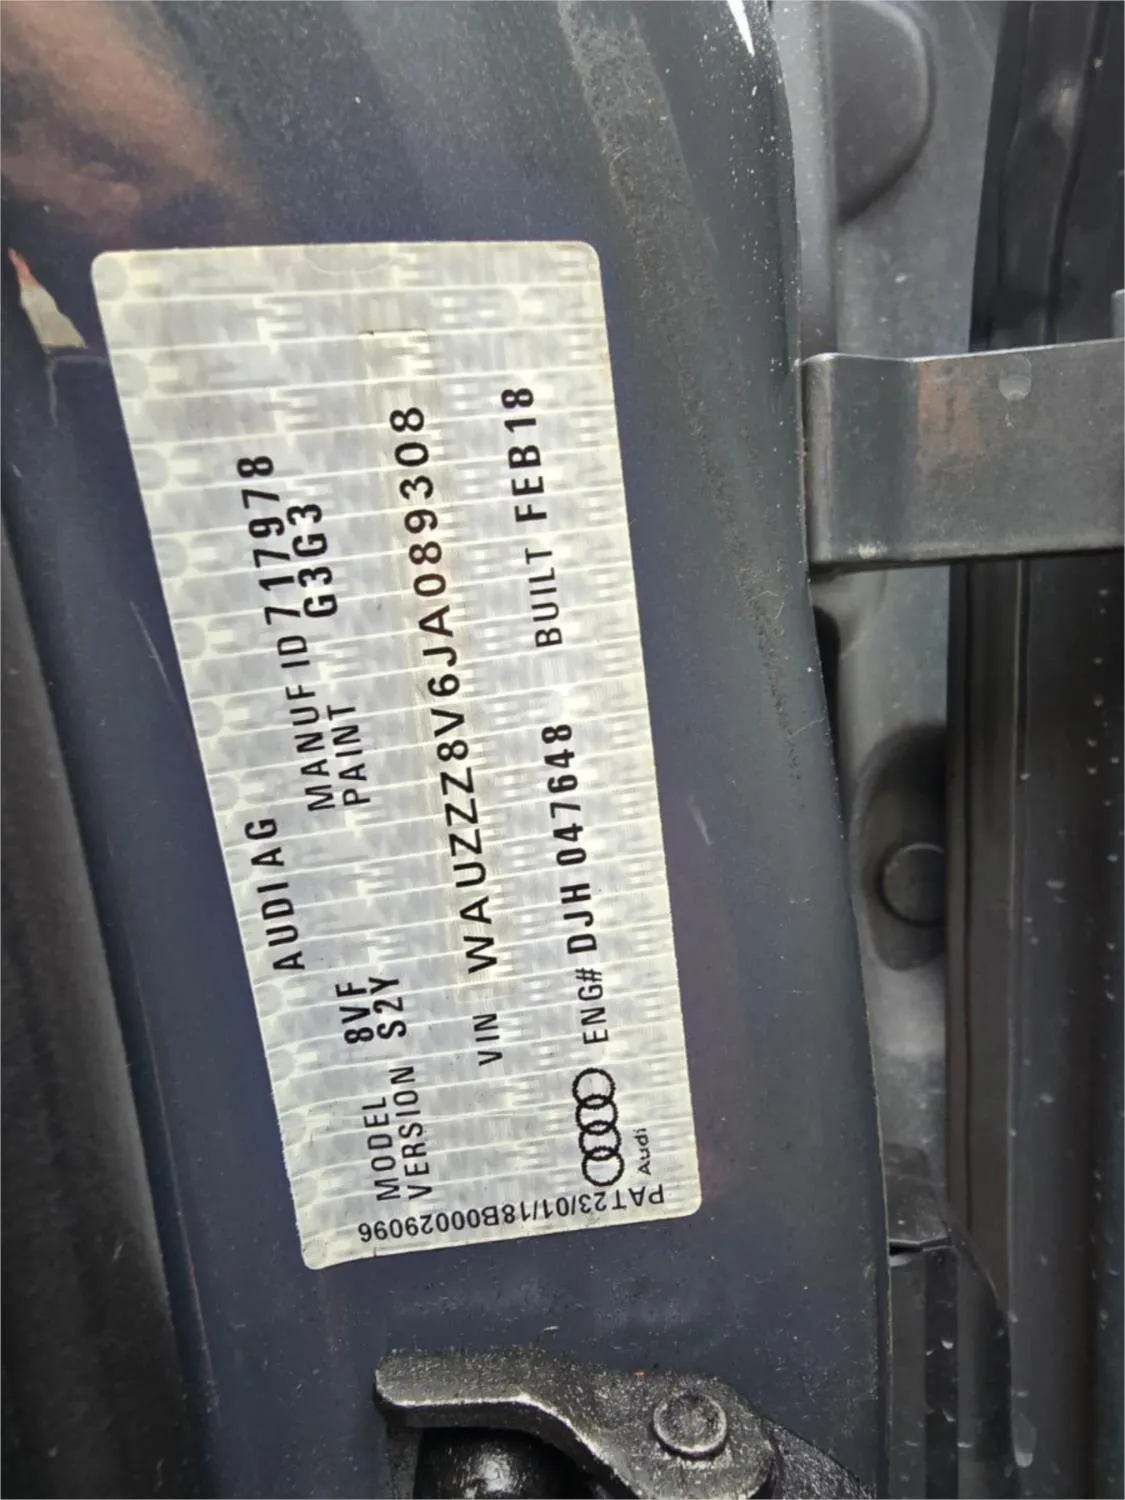 AUDI AG
MANUF ID 717978
MODEL 8VF PAINT G3G3
VERSION S2Y
VIN WAUZZZ8V6JA089308
ENG# DJH 047648 BUILT FEB18
Audi
PAT23/01/18B00029096